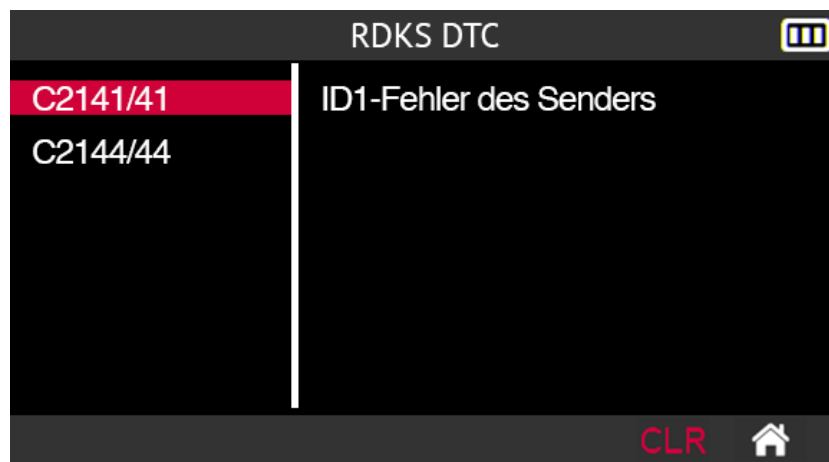 RDKS DTC
C2141/41
ID1-Fehler des Senders
C2144/44
CLR